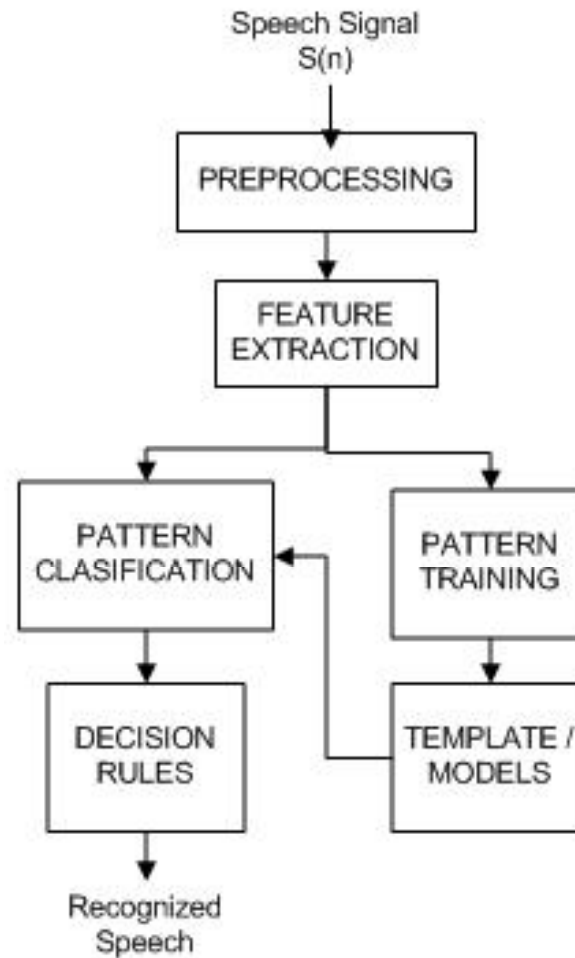 Speech Signal
S(n)
PREPROCESSING
FEATURE
EXTRACTION
PATTERN
CLASIFICATION
PATTERN
TRAINING
DECISION
RULES
TEMPLATE /
MODELS
Recognized
Speech